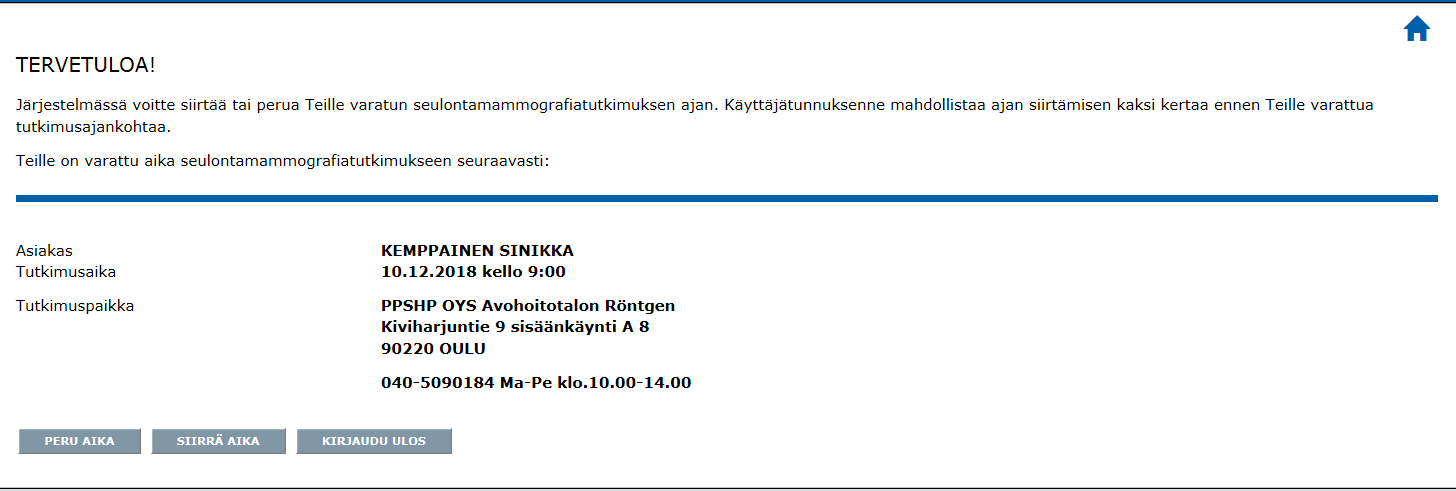 TERVETULOA!
Järjestelmässä voitte siirtää tai perua Teille varatun seulontamammografiatutkimuksen ajan. Käyttäjätunnuksenne mahdollistaa ajan siirtämisen kaksi kertaa ennen Teille varattua
tutkimusajankohtaa.
Teille on varattu aika seulontamammografiatutkimukseen seuraavasti:
Asiakas KEMPPAINEN SINIKKA
Tutkimusaika 10.12.2018 kello 9:00
Tutkimuspaikka PPSHP OYS Avohoitotalon Röntgen
Kiviharjuntie 9 sisäänkäynti A 8
90220 OULU
040-5090184 Ma-Pe klo.10.00-14.00
PERU AIKA SIIRRÄ AIKA KIRJAUDU ULOS